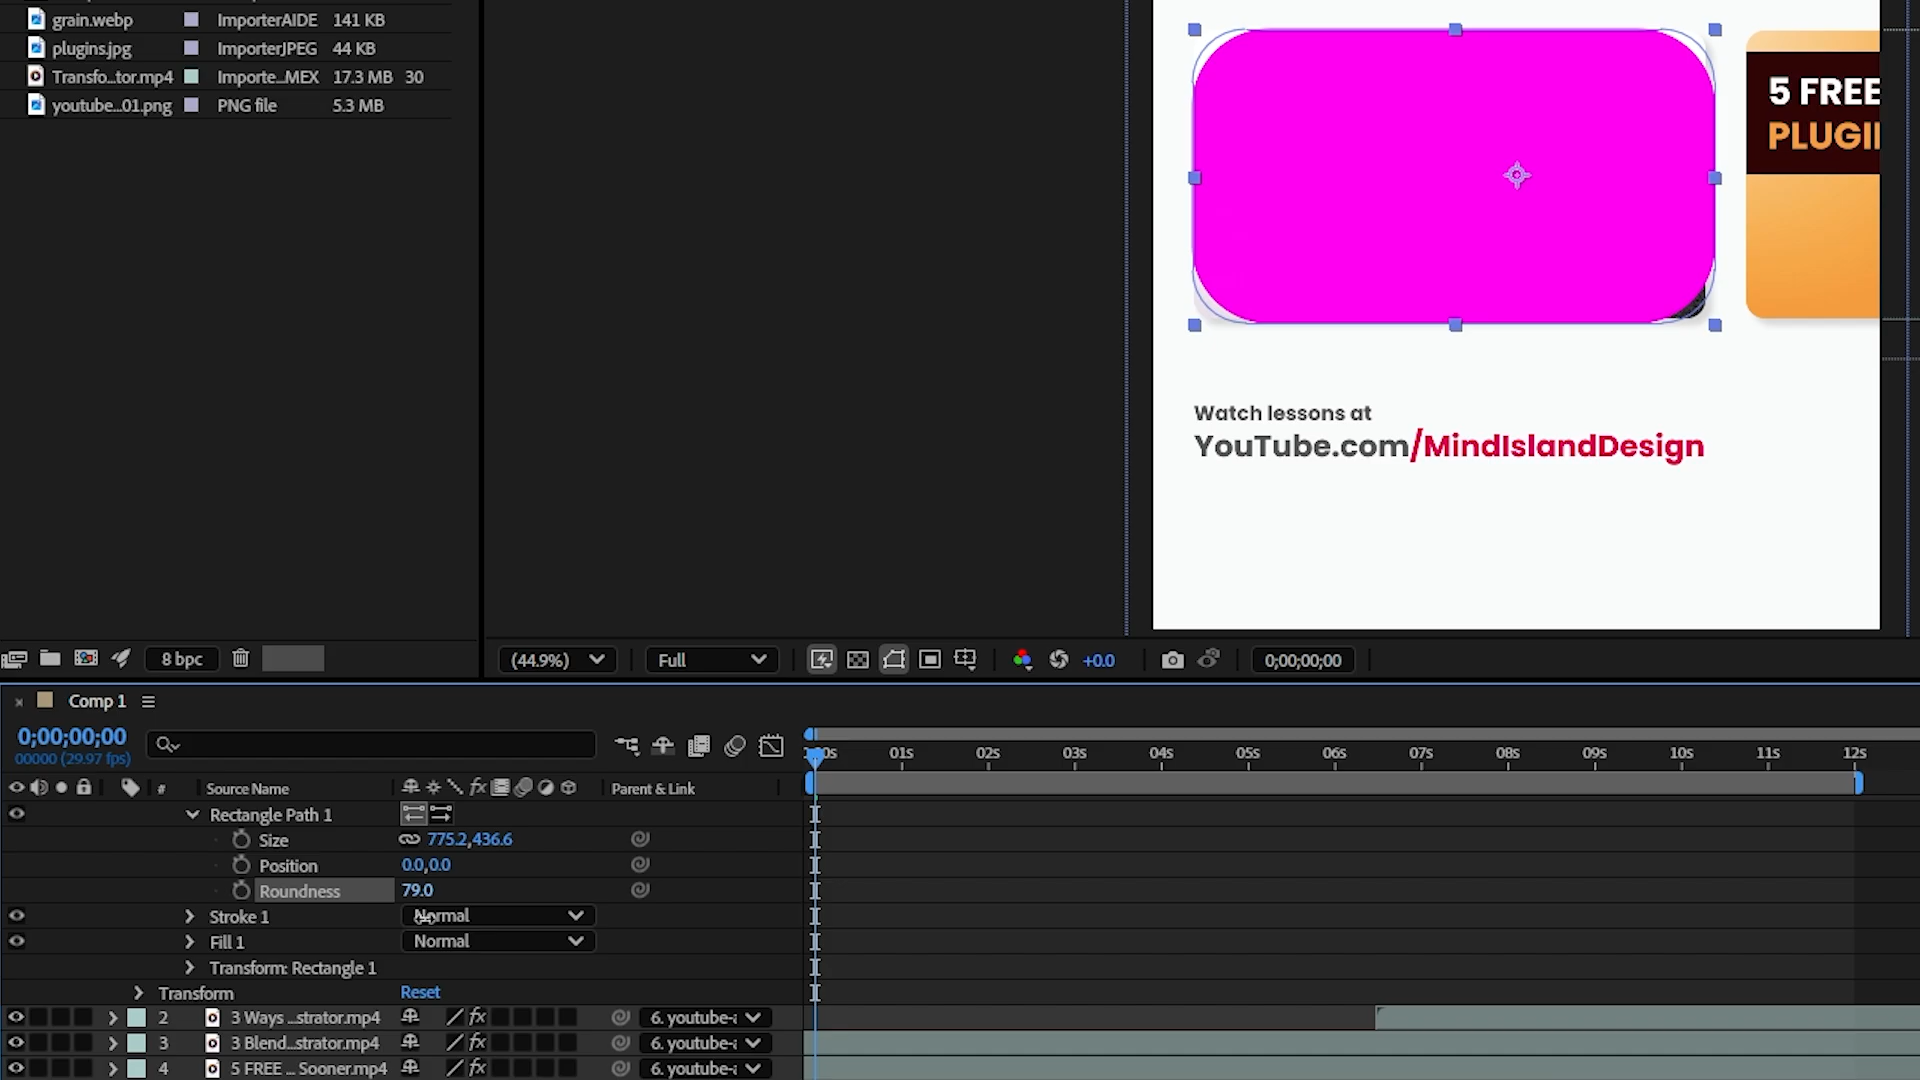 grain.webp ImporterAIDE 141 KB
plugins.jpg ImporterJPEG 44 KB
Transfo...tor.mp4 Importe...MEX 17.3 MB 30
youtube...01.png PNG file 5.3 MB
5 FREE
PLUGI
Watch lessons at
YouTube.com/MindIslandDesign
8 bpc
(44.9%) Full +0.0 0;00;00;00
Comp 1
0;00;00;00
00000 (29.97 fps)
00s 01s 02s 03s 04s 05s 06s 07s 08s 09s 10s 11s 12s
# Source Name fx Parent & Link
Rectangle Path 1
Size 775.2,436.6
Position 0.0,0.0
Roundness 79.0
Stroke 1 Normal
Fill 1 Normal
Transform: Rectangle 1
Transform Reset
2 3 Ways ...strator.mp4 fx 6. youtube-a
3 3 Blend...strator.mp4 fx 6. youtube-a
4 5 FREE ... Sooner.mp4 fx 6. youtube-a